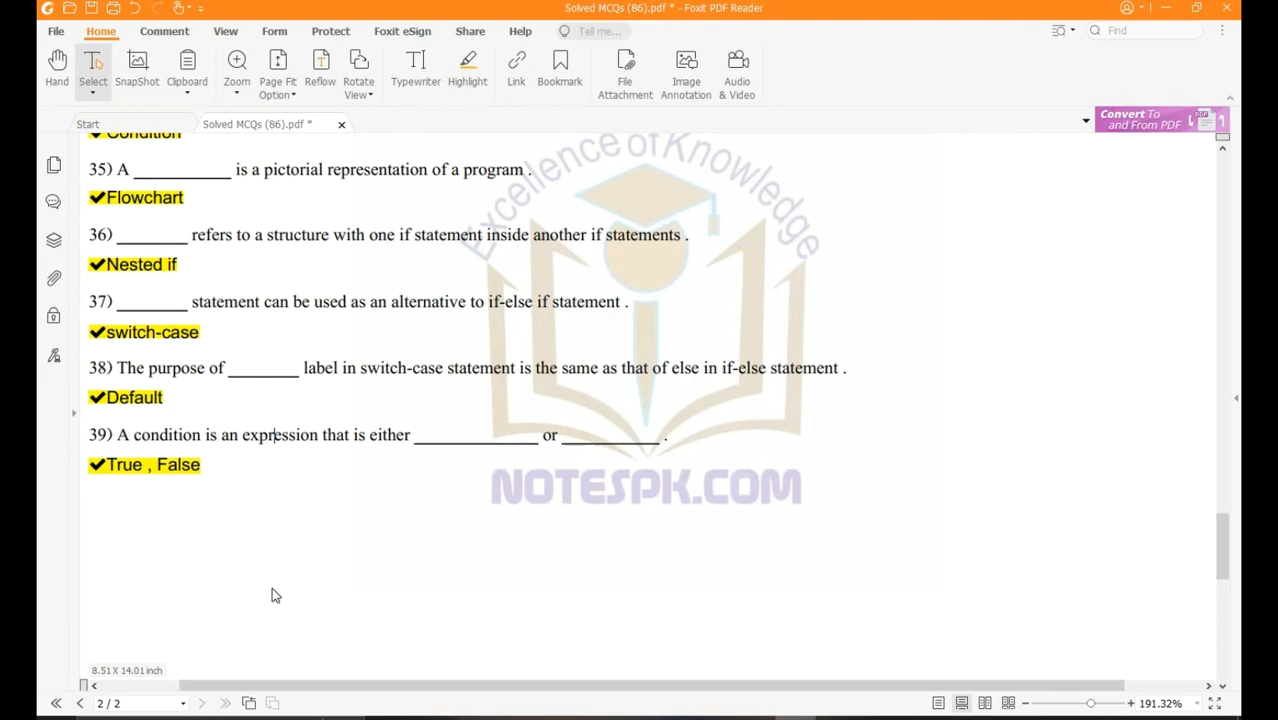 Solved MCQs (86).pdf * - Foxit PDF Reader
File Home Comment View Form Protect Foxit eSign Share Help Tell me... Find
Hand Select SnapShot Clipboard Zoom Page Fit Option Reflow Rotate View Typewriter Highlight Link Bookmark File Attachment Image Annotation Audio & Video
Start Solved MCQs (86).pdf * Convert To and From PDF
✔Condition
35) A ___________ is a pictorial representation of a program .
✔Flowchart
36) ________ refers to a structure with one if statement inside another if statements .
✔Nested if
37) ________ statement can be used as an alternative to if-else if statement .
✔switch-case
38) The purpose of ________ label in switch-case statement is the same as that of else in if-else statement .
✔Default
39) A condition is an expression that is either ______________ or ___________ .
✔True , False
Excellence of Knowledge
NOTESPK.COM
8.51 X 14.01 inch
2 / 2 191.32%